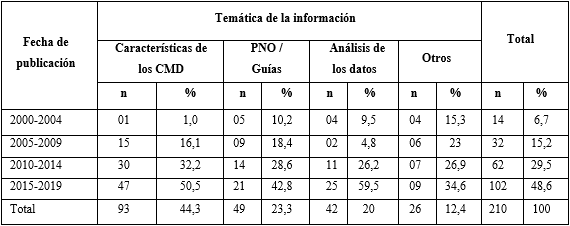 Fecha de publicación
Temática de la información
Total
Características de los CMD
PNO / Guías
Análisis de los datos
Otros
n % n % n % n % n %
2000-2004 01 1,0 05 10,2 04 9,5 04 15,3 14 6,7
2005-2009 15 16,1 09 18,4 02 4,8 06 23 32 15,2
2010-2014 30 32,2 14 28,6 11 26,2 07 26,9 62 29,5
2015-2019 47 50,5 21 42,8 25 59,5 09 34,6 102 48,6
Total 93 44,3 49 23,3 42 20 26 12,4 210 100